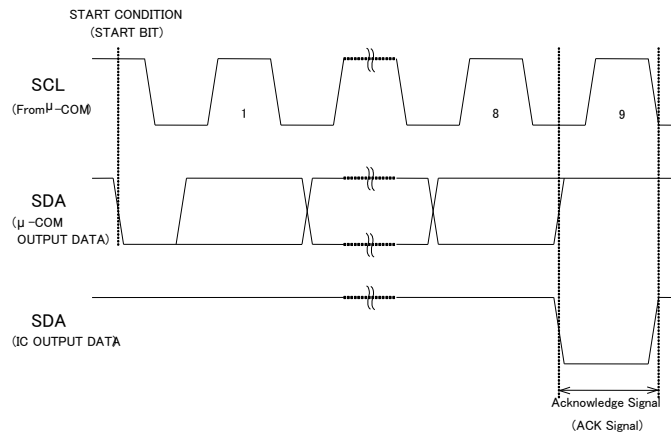 START CONDITION
(START BIT)
SCL
(From μ-COM)
1
8
9
SDA
(μ-COM
OUTPUT DATA)
SDA
(IC OUTPUT DATA)
Acknowledge Signal
(ACK Signal)